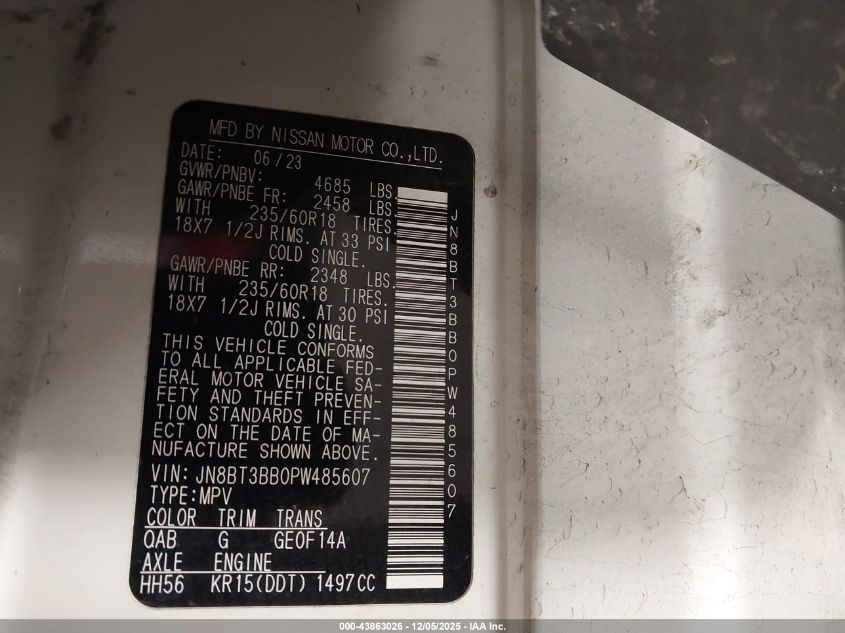 MFD BY NISSAN MOTOR CO.,LTD.
DATE: 06/23
GVWR/PNBV: 4685 LBS.
GAWR/PNBE FR: 2458 LBS.
WITH 235/60R18 TIRES.
18X7 1/2J RIMS. AT 33 PSI
COLD SINGLE.
GAWR/PNBE RR: 2348 LBS.
WITH 235/60R18 TIRES.
18X7 1/2J RIMS. AT 30 PSI
COLD SINGLE.
THIS VEHICLE CONFORMS
TO ALL APPLICABLE FED-
ERAL MOTOR VEHICLE SA-
FETY AND THEFT PREVEN-
TION STANDARDS IN EFF-
ECT ON THE DATE OF MA-
NUFACTURE SHOWN ABOVE.
VIN: JN8BT3BB0PW485607
TYPE:MPV
COLOR TRIM TRANS
QAB G GE0F14A
AXLE ENGINE
HH56 KR15(DDT) 1497CC
JN8BT3BB0PW485607
000-43863026 - 12/05/2025 - IAA Inc.